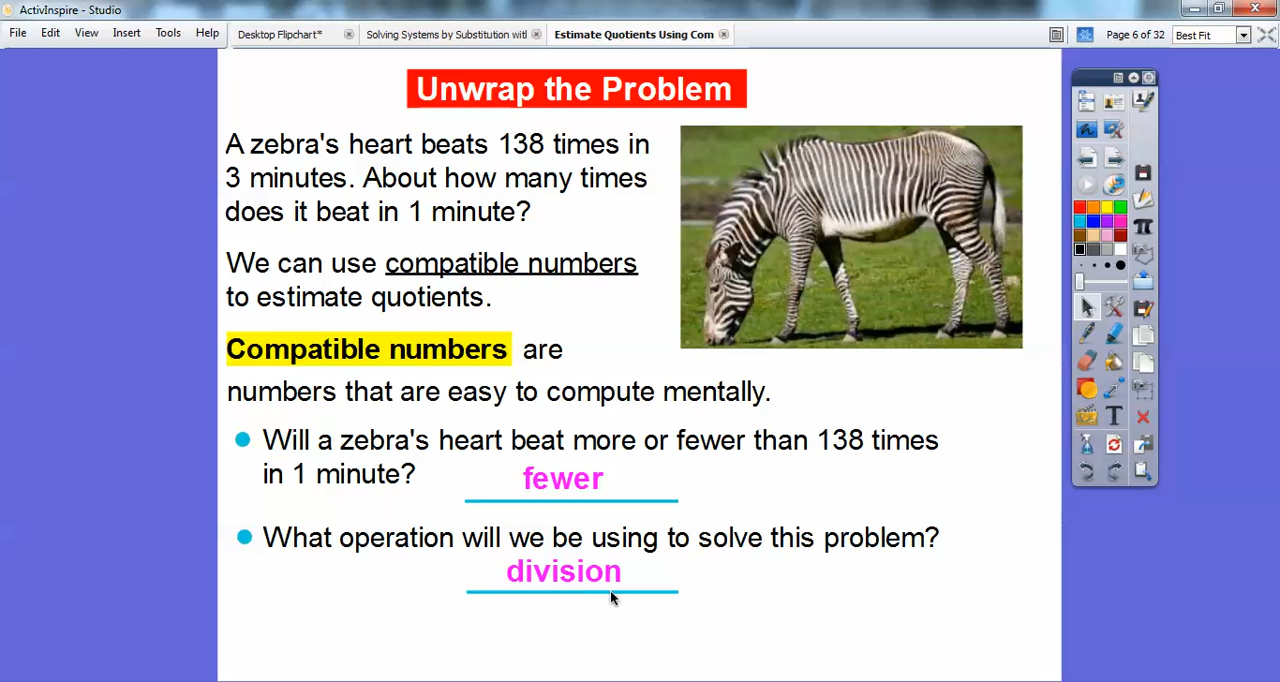 ActivInspire - Studio
File Edit View Insert Tools Help
Desktop Flipchart* Solving Systems by Substitution witl Estimate Quotients Using Com
Page 6 of 32 Best Fit
Unwrap the Problem
A zebra's heart beats 138 times in
3 minutes. About how many times
does it beat in 1 minute?
We can use compatible numbers
to estimate quotients.
Compatible numbers are
numbers that are easy to compute mentally.
Will a zebra's heart beat more or fewer than 138 times
in 1 minute? fewer
What operation will we be using to solve this problem?
division